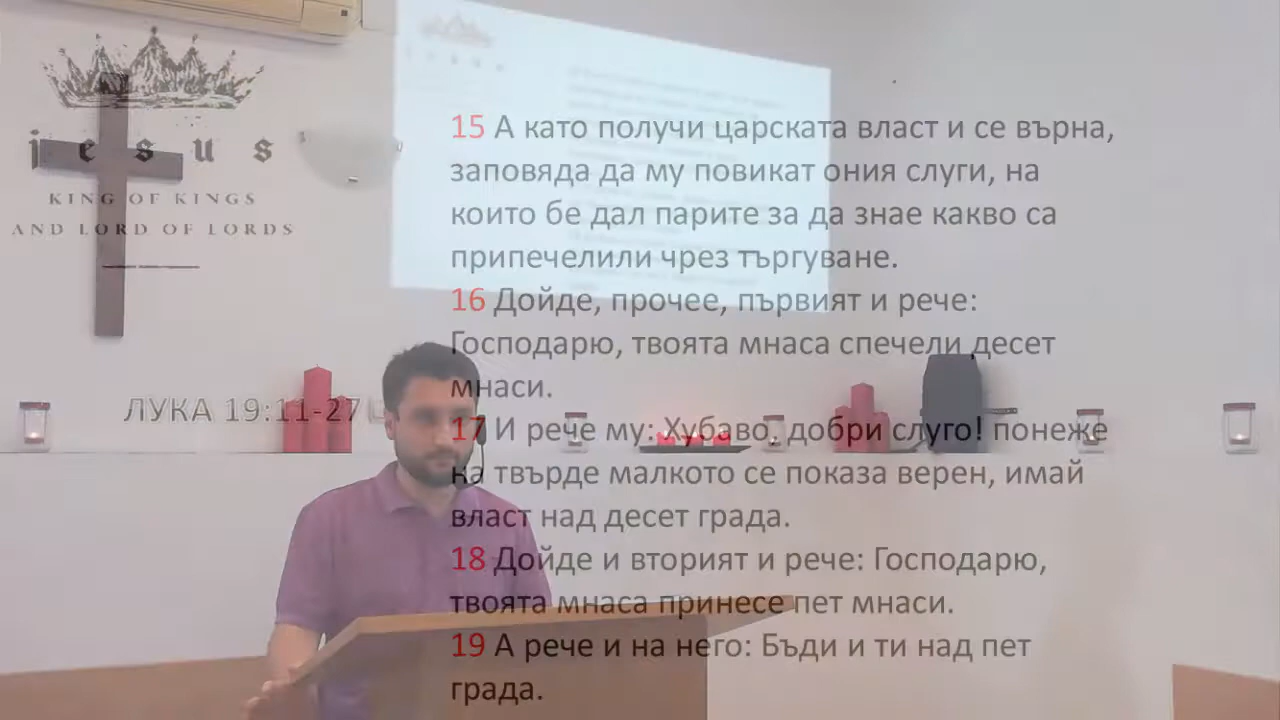 jesus
KING OF KINGS
AND LORD OF LORDS
ЛУКА 19:11-27
15 А като получи царската власт и се върна,
заповяда да му повикат ония слуги, на
които бе дал парите за да знае какво са
припечелили чрез търгуване.
16 Дойде, прочее, първият и рече:
Господарю, твоята мнаса спечели десет
мнаси.
17 И рече му: Хубаво, добри слуго! понеже
на твърде малкото се показа верен, имай
власт над десет града.
18 Дойде и вторият и рече: Господарю,
твоята мнаса принесе пет мнаси.
19 А рече и на него: Бъди и ти над пет
града.